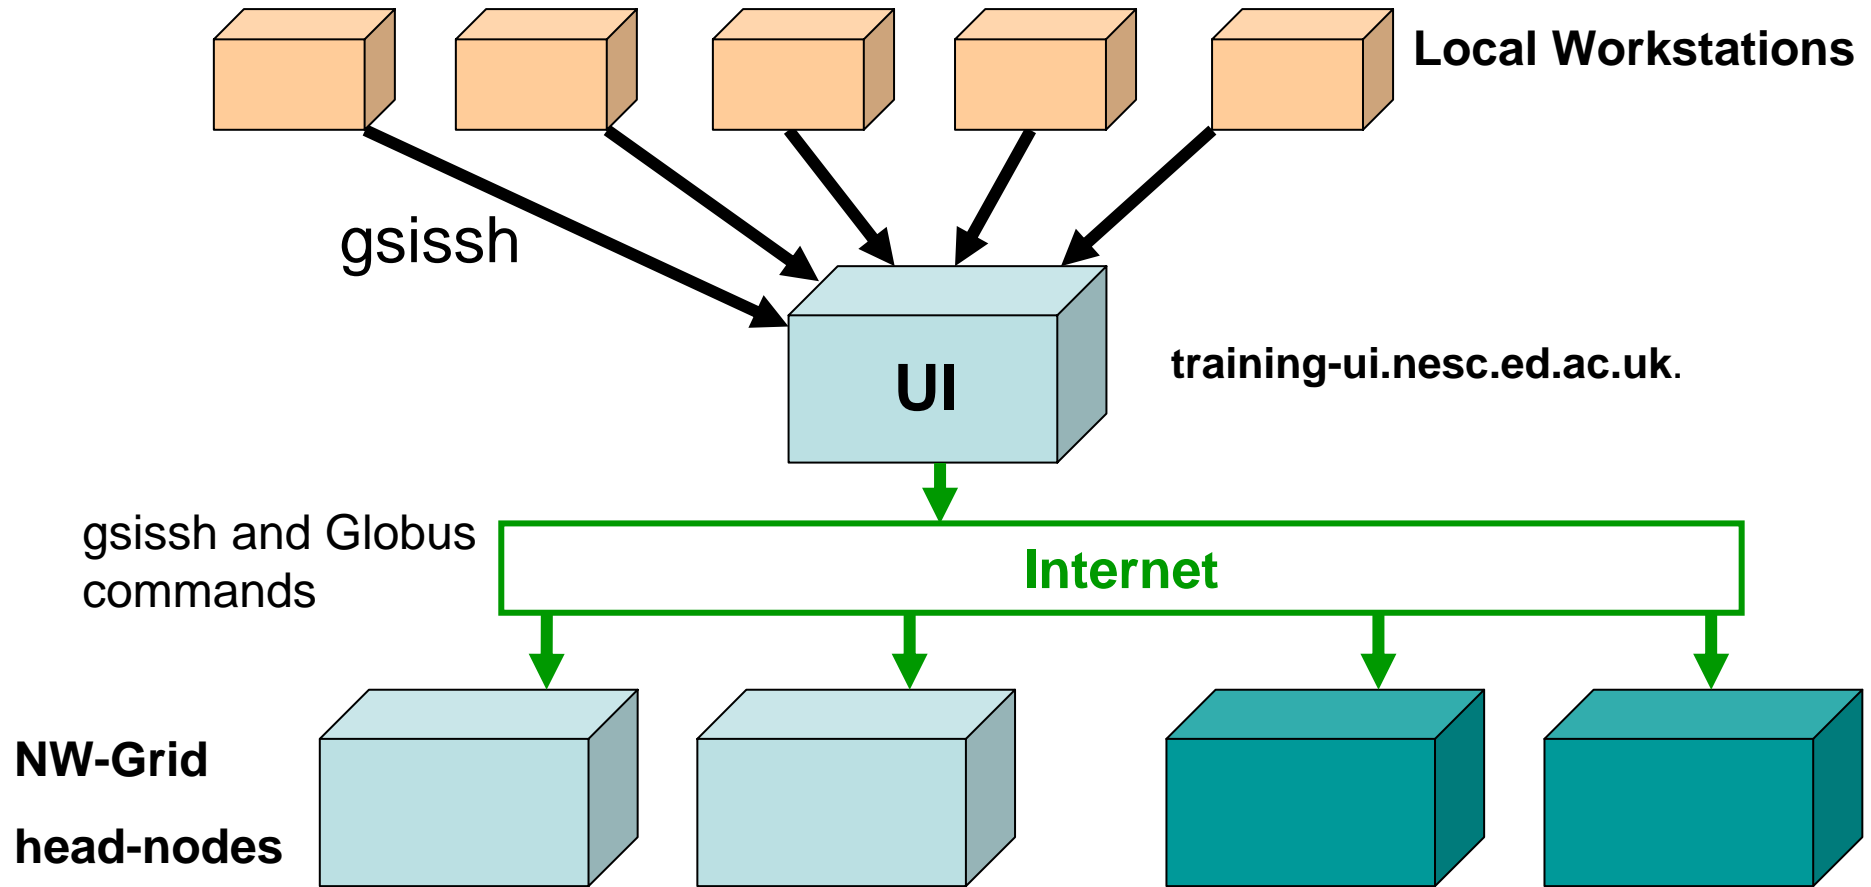 Local Workstations
gsissh
UI
training-ui.nesc.ed.ac.uk.
gsissh and Globus
commands
Internet
NW-Grid
head-nodes